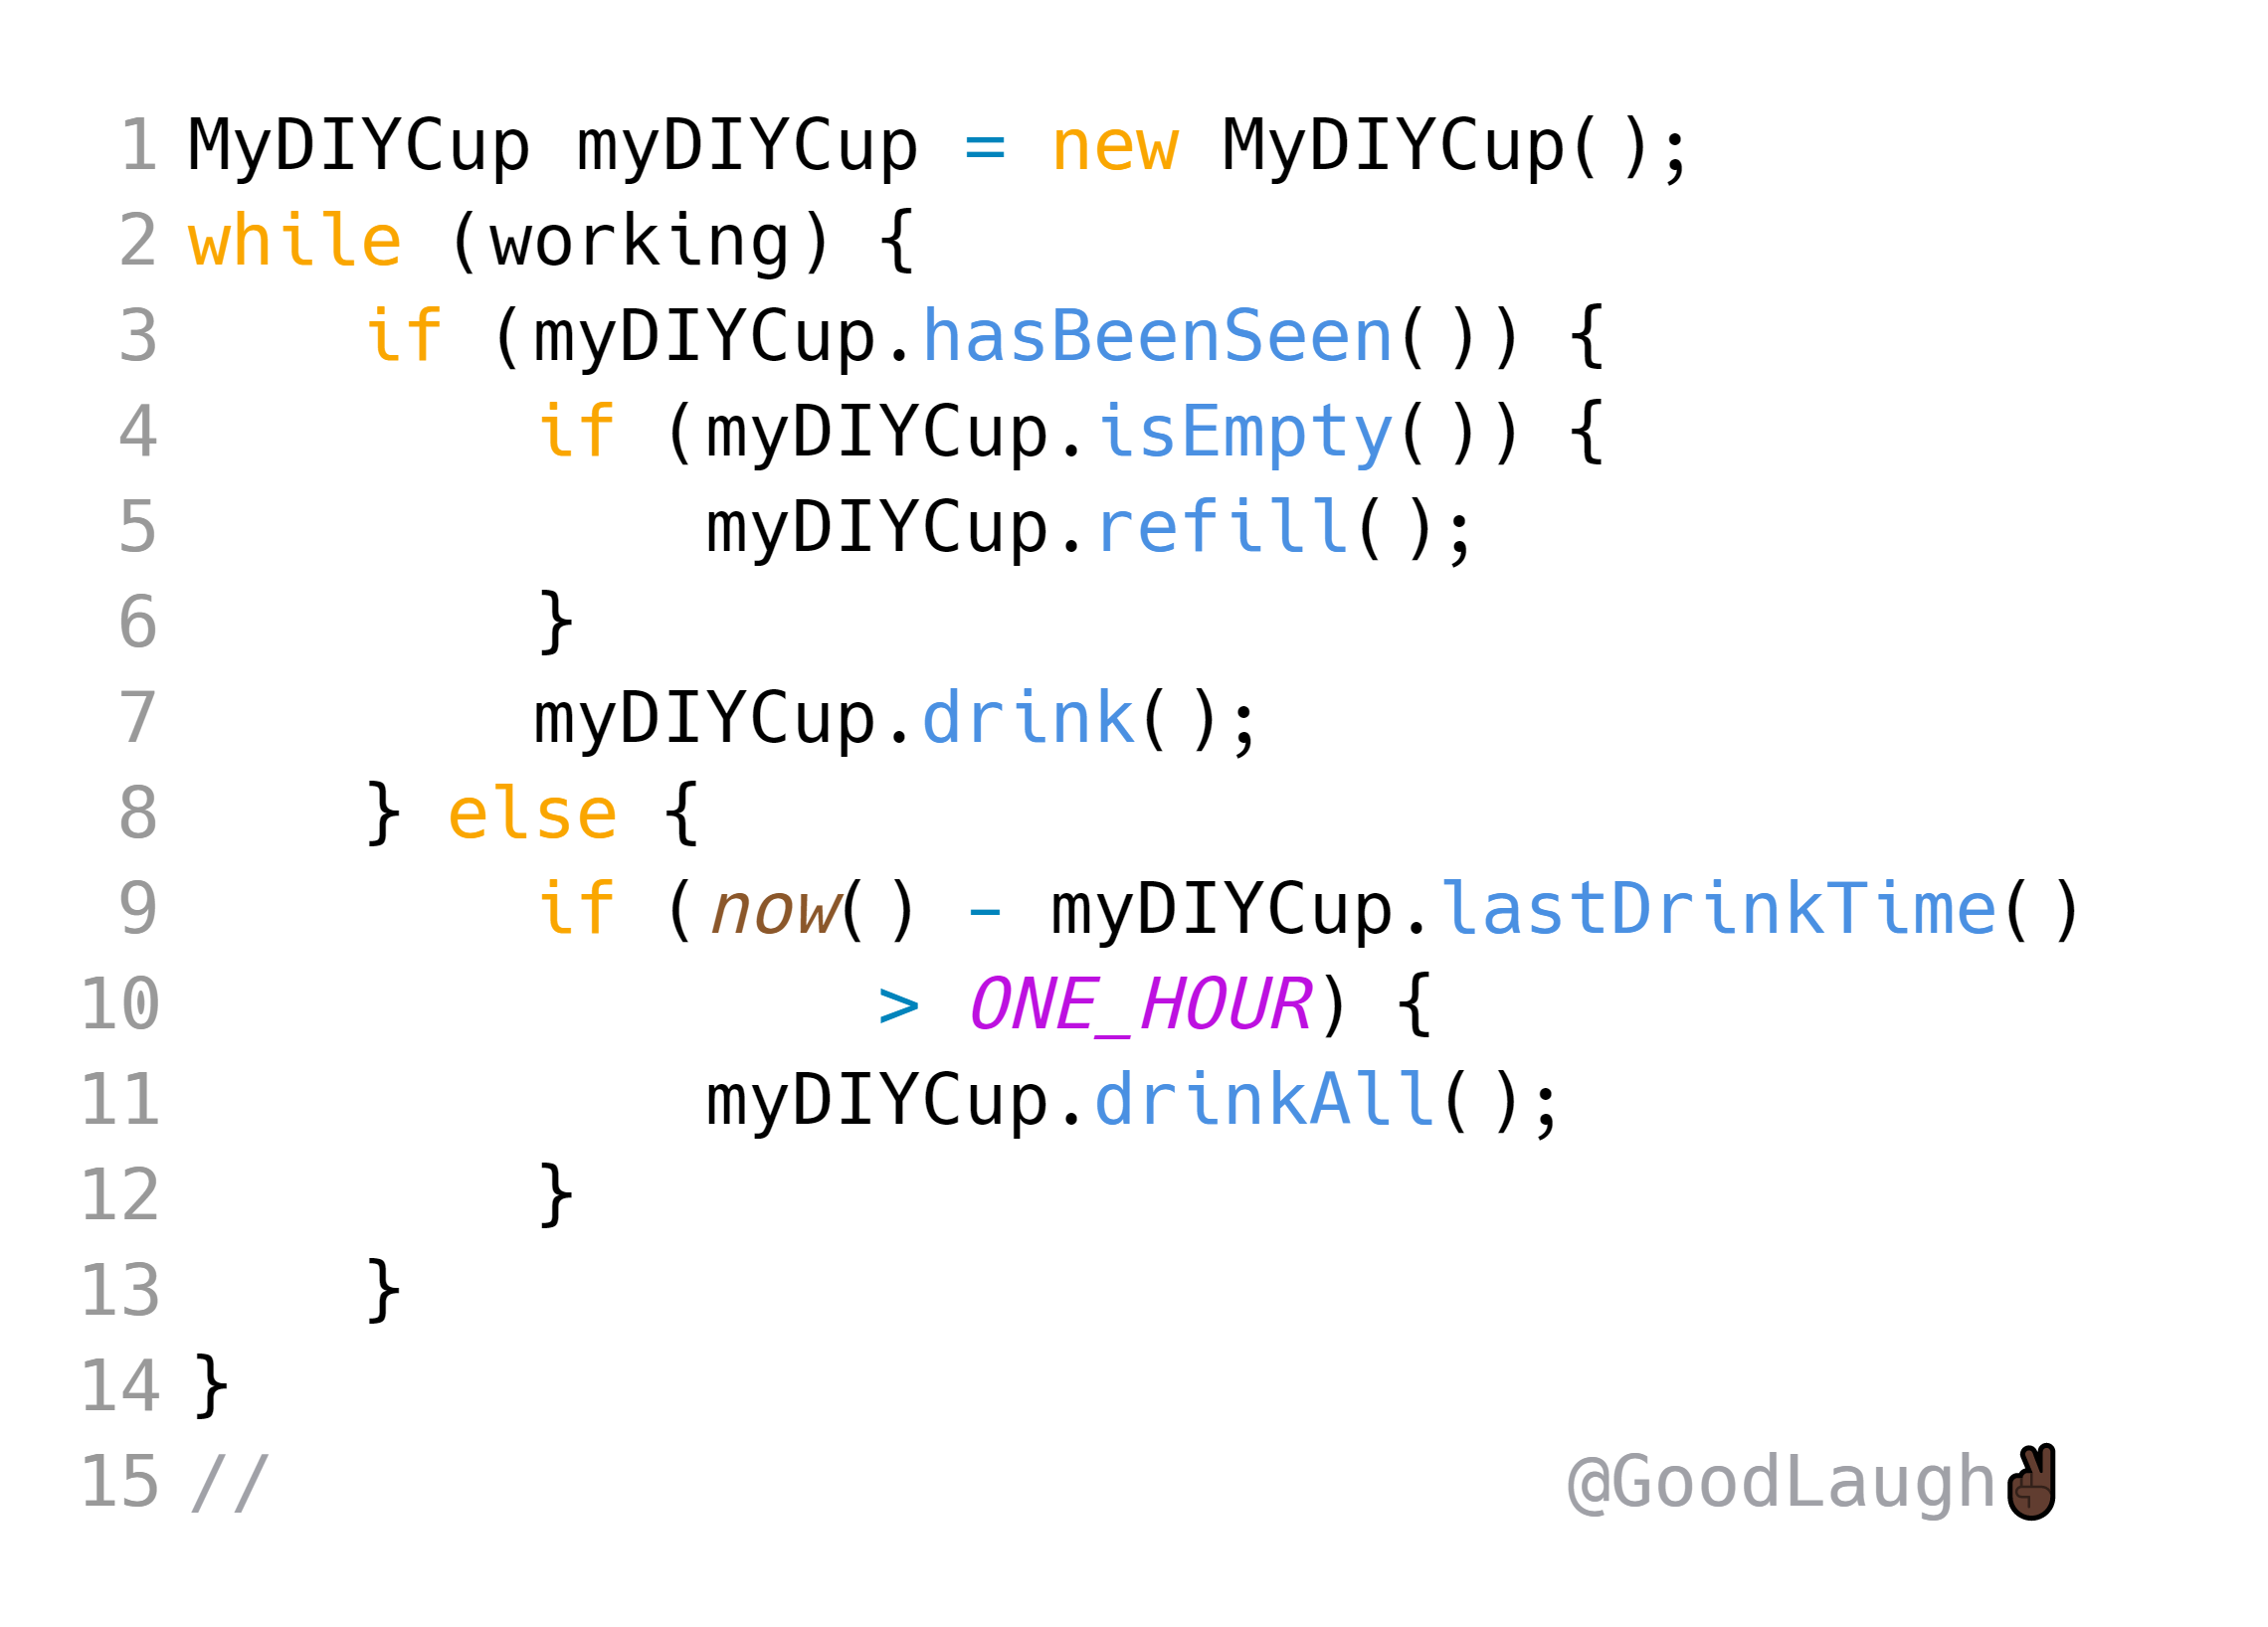 1 MyDIYCup myDIYCup = new MyDIYCup();
2 while (working) {
3     if (myDIYCup.hasBeenSeen()) {
4         if (myDIYCup.isEmpty()) {
5             myDIYCup.refill();
6         }
7         myDIYCup.drink();
8     } else {
9         if (now() - myDIYCup.lastDrinkTime()
10                 > ONE_HOUR) {
11             myDIYCup.drinkAll();
12         }
13     }
14 }
15 //                               @GoodLaugh✌🏿